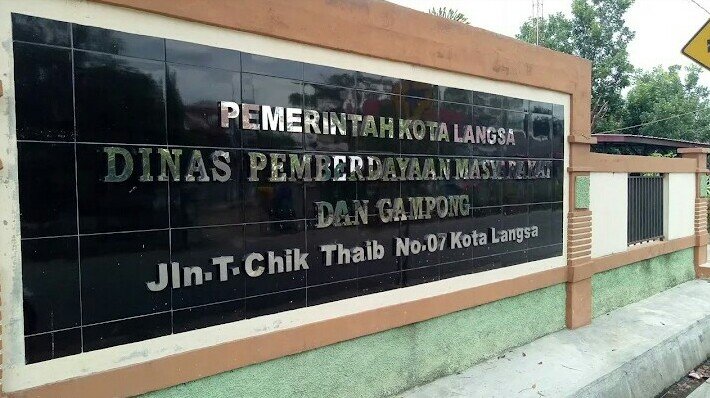 PEMERINTAH KOTA LANGSA
DINAS PEMBERDAYAAN MASYARAKAT
DAN GAMPONG
Jln.T.Chik Thaib No.07 Kota Langsa